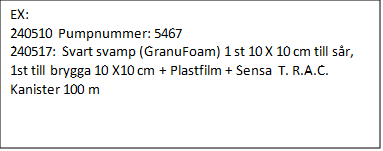 EX:
240510 Pumpnummer: 5467
240517: Svart svamp (GranuFoam) 1 st 10 X 10 cm till sår,
1st till brygga 10 X10 cm + Plastfilm + Sensa T. R.A.C.
Kanister 100 m